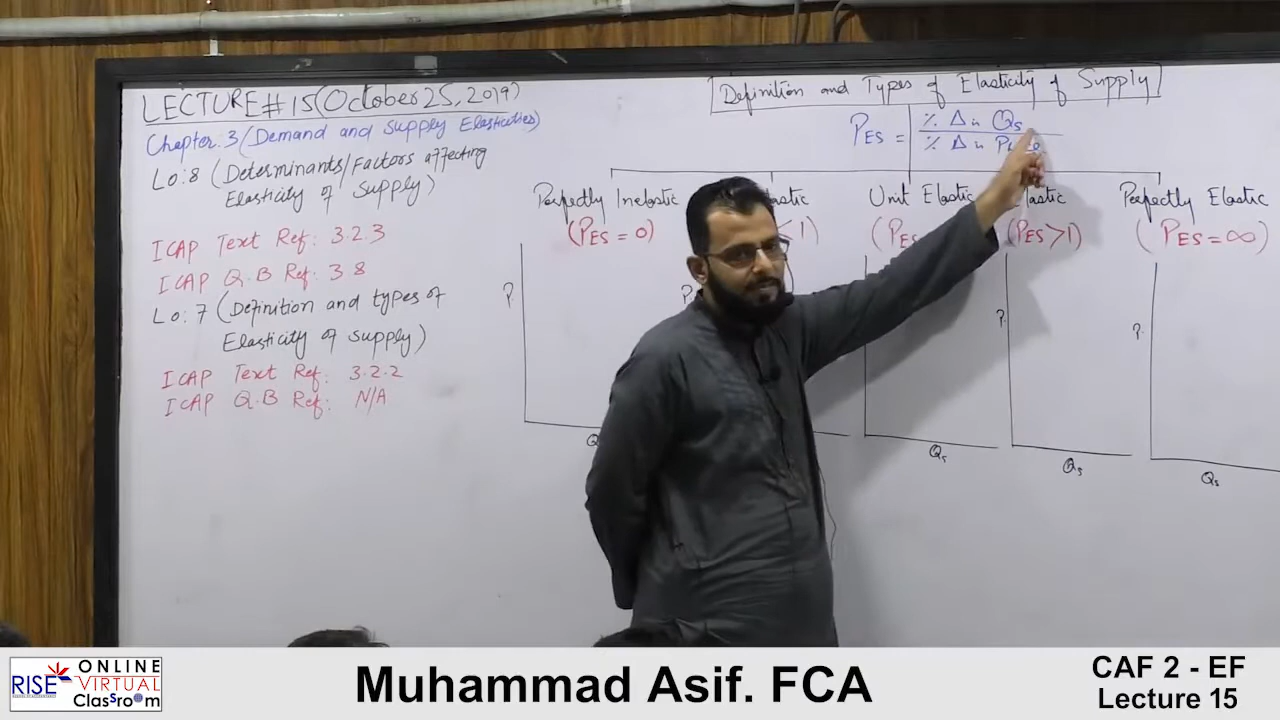 LECTURE#15(October 25, 2019)
Chapter:3(Demand and Supply Elasticities)
Lo:8 (Determinants/Factors affecting
Elasticity of Supply)
ICAP Text Ref: 3.2.3
ICAP Q.B Ref: 3.8
Lo:7 (Definition and types of
Elasticity of supply)
ICAP Text Ref: 3.2.2
ICAP Q.B Ref: N/A
Definition and Types of Elasticity of Supply
PES = % Δ in Qs
% Δ in
Perfectly Inelastic
(PES = 0)
P.
<1)
Unit Elastic
(PES
Elastic
(PES>1)
P.
Qs
Qs
Perfectly Elastic
(PES=∞)
P.
Qs
RISE
ONLINE
VIRTUAL
Classroom
Muhammad Asif. FCA
CAF 2 - EF
Lecture 15